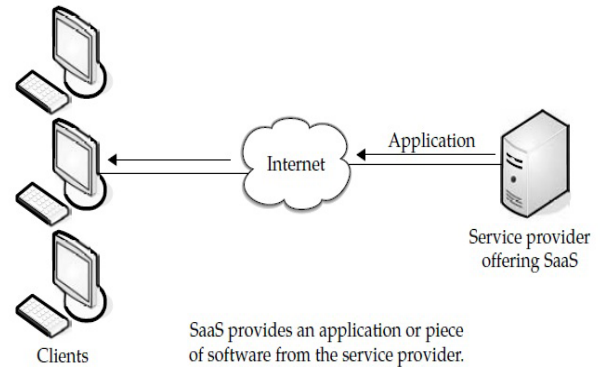 Application
Internet
Service provider
offering SaaS
Clients
SaaS provides an application or piece
of software from the service provider.